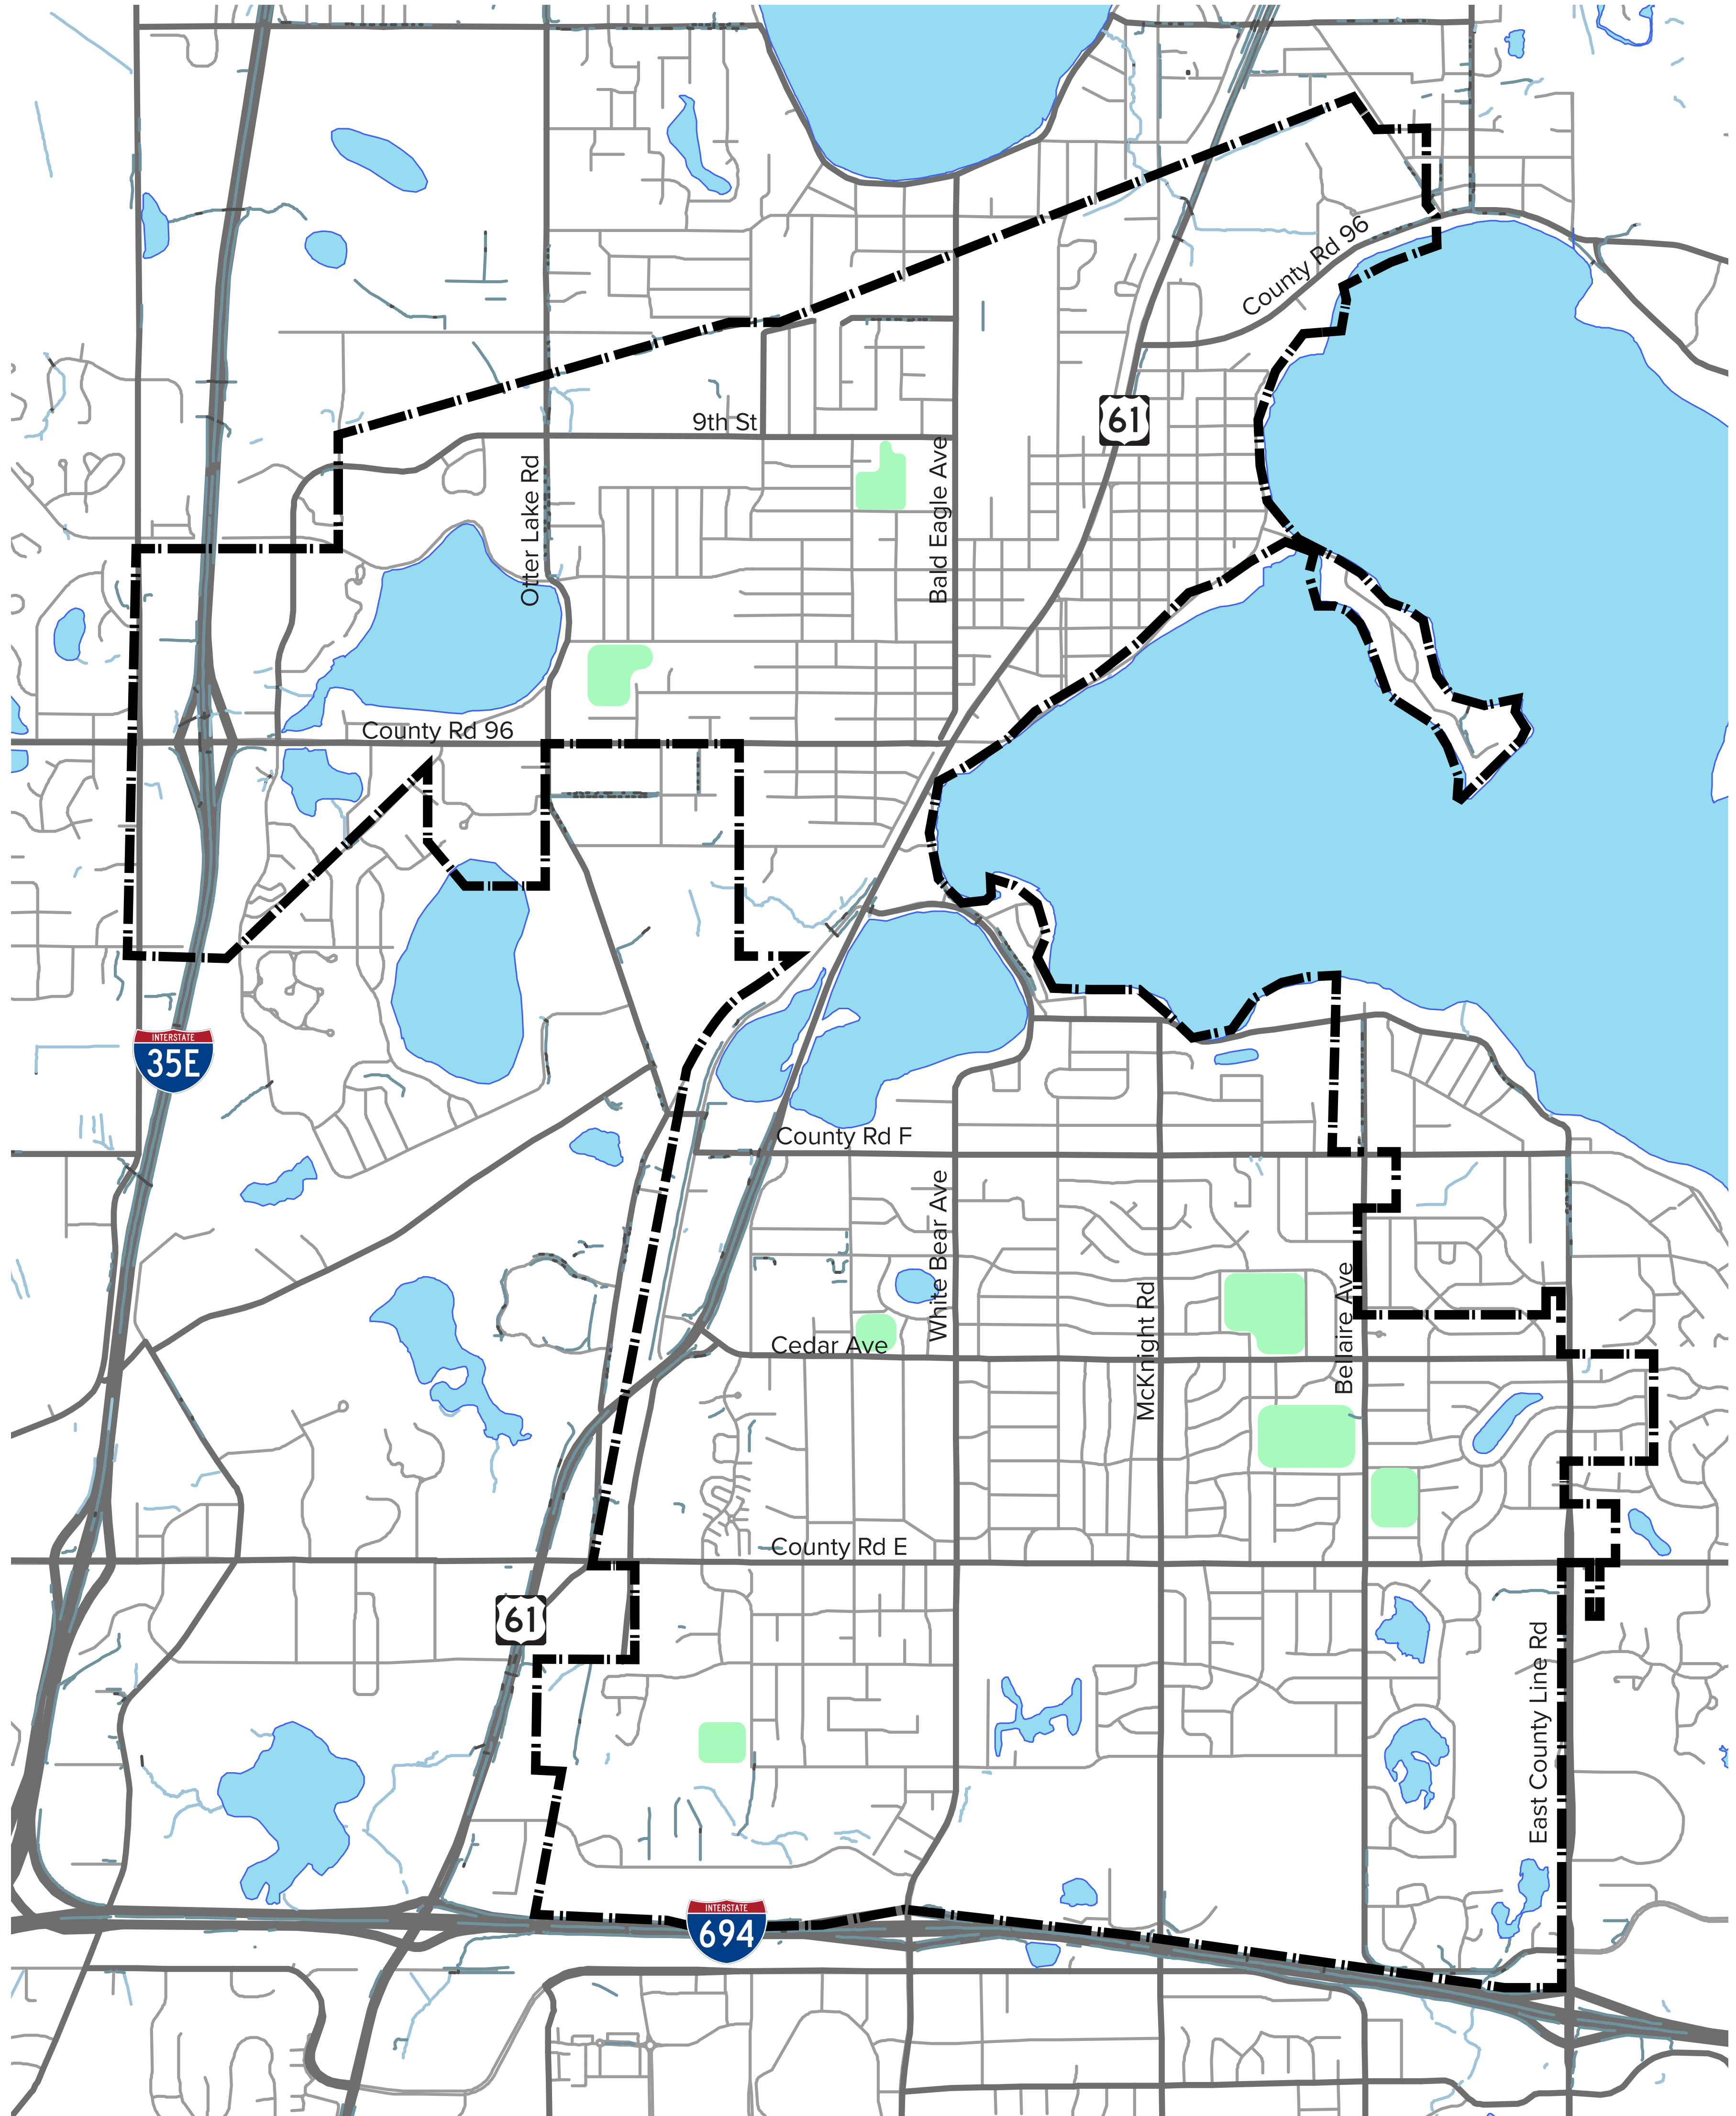 County Rd 96
61
9th St
Otter Lake Rd
Bald Eagle Ave
County Rd 96
INTERSTATE
35E
County Rd F
White Bear Ave
Cedar Ave
McKnight Rd
Bellaire Ave
County Rd E
61
East County Line Rd
INTERSTATE
694